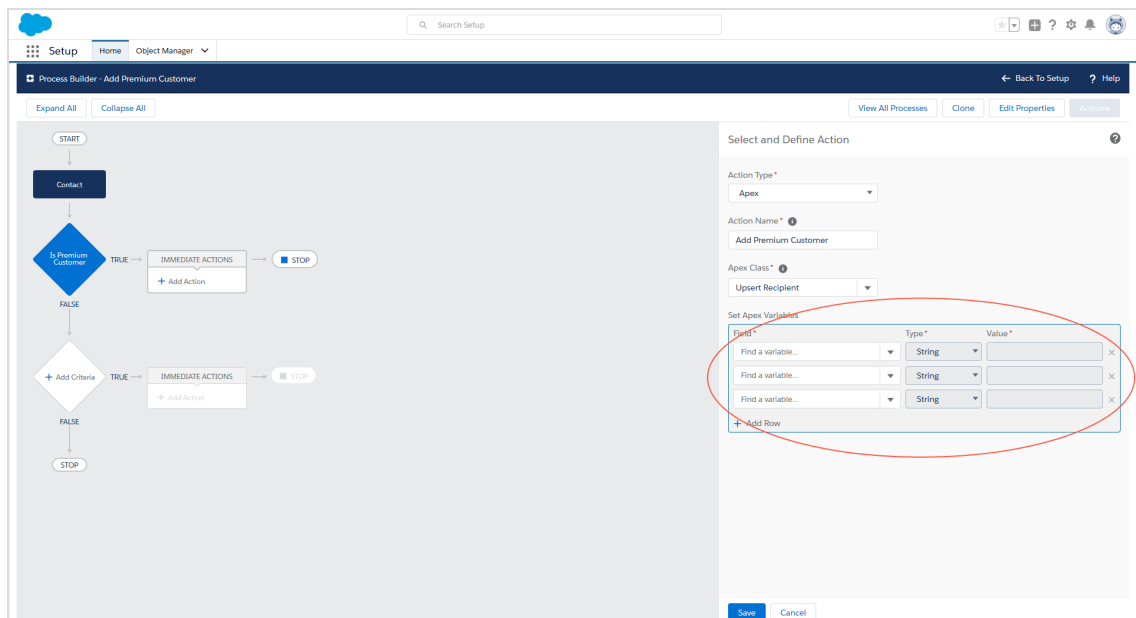 Search Setup
Setup Home Object Manager
Process Builder - Add Premium Customer
Back To Setup ? Help
Expand All Collapse All
View All Processes Clone Edit Properties Activate
START
Contact
Is Premium
Customer
TRUE
IMMEDIATE ACTIONS
+ Add Action
STOP
FALSE
+ Add Criteria
TRUE
IMMEDIATE ACTIONS
+ Add Action
STOP
FALSE
STOP
Select and Define Action
Action Type*
Apex
Action Name*
Add Premium Customer
Apex Class*
Upsert Recipient
Set Apex Variables
Field* Type* Value*
Find a variable... String
Find a variable... String
Find a variable... String
+ Add Row
Save Cancel